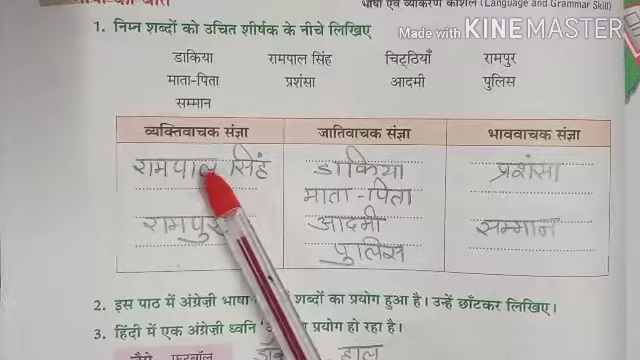 भाषा एवं व्याकरण कौशल (Language and Grammar Skill)
Made with KINEMASTER
1. निम्न शब्दों को उचित शीर्षक के नीचे लिखिए
डाकिया रामपाल सिंह चिट्ठियाँ रामपुर
माता-पिता प्रशंसा आदमी पुलिस
सम्मान
व्यक्तिवाचक संज्ञा जातिवाचक संज्ञा भाववाचक संज्ञा
रामपाल सिंह डाकिया प्रशंसा
माता-पिता
रामपुर आदमी सम्मान
पुलिस
2. इस पाठ में अंग्रेज़ी भाषा शब्दों का प्रयोग हुआ है। उन्हें छाँटकर लिखिए।
3. हिंदी में एक अंग्रेज़ी ध्वनि प्रयोग हो रहा है।
जैसे फुटबॉल हाल